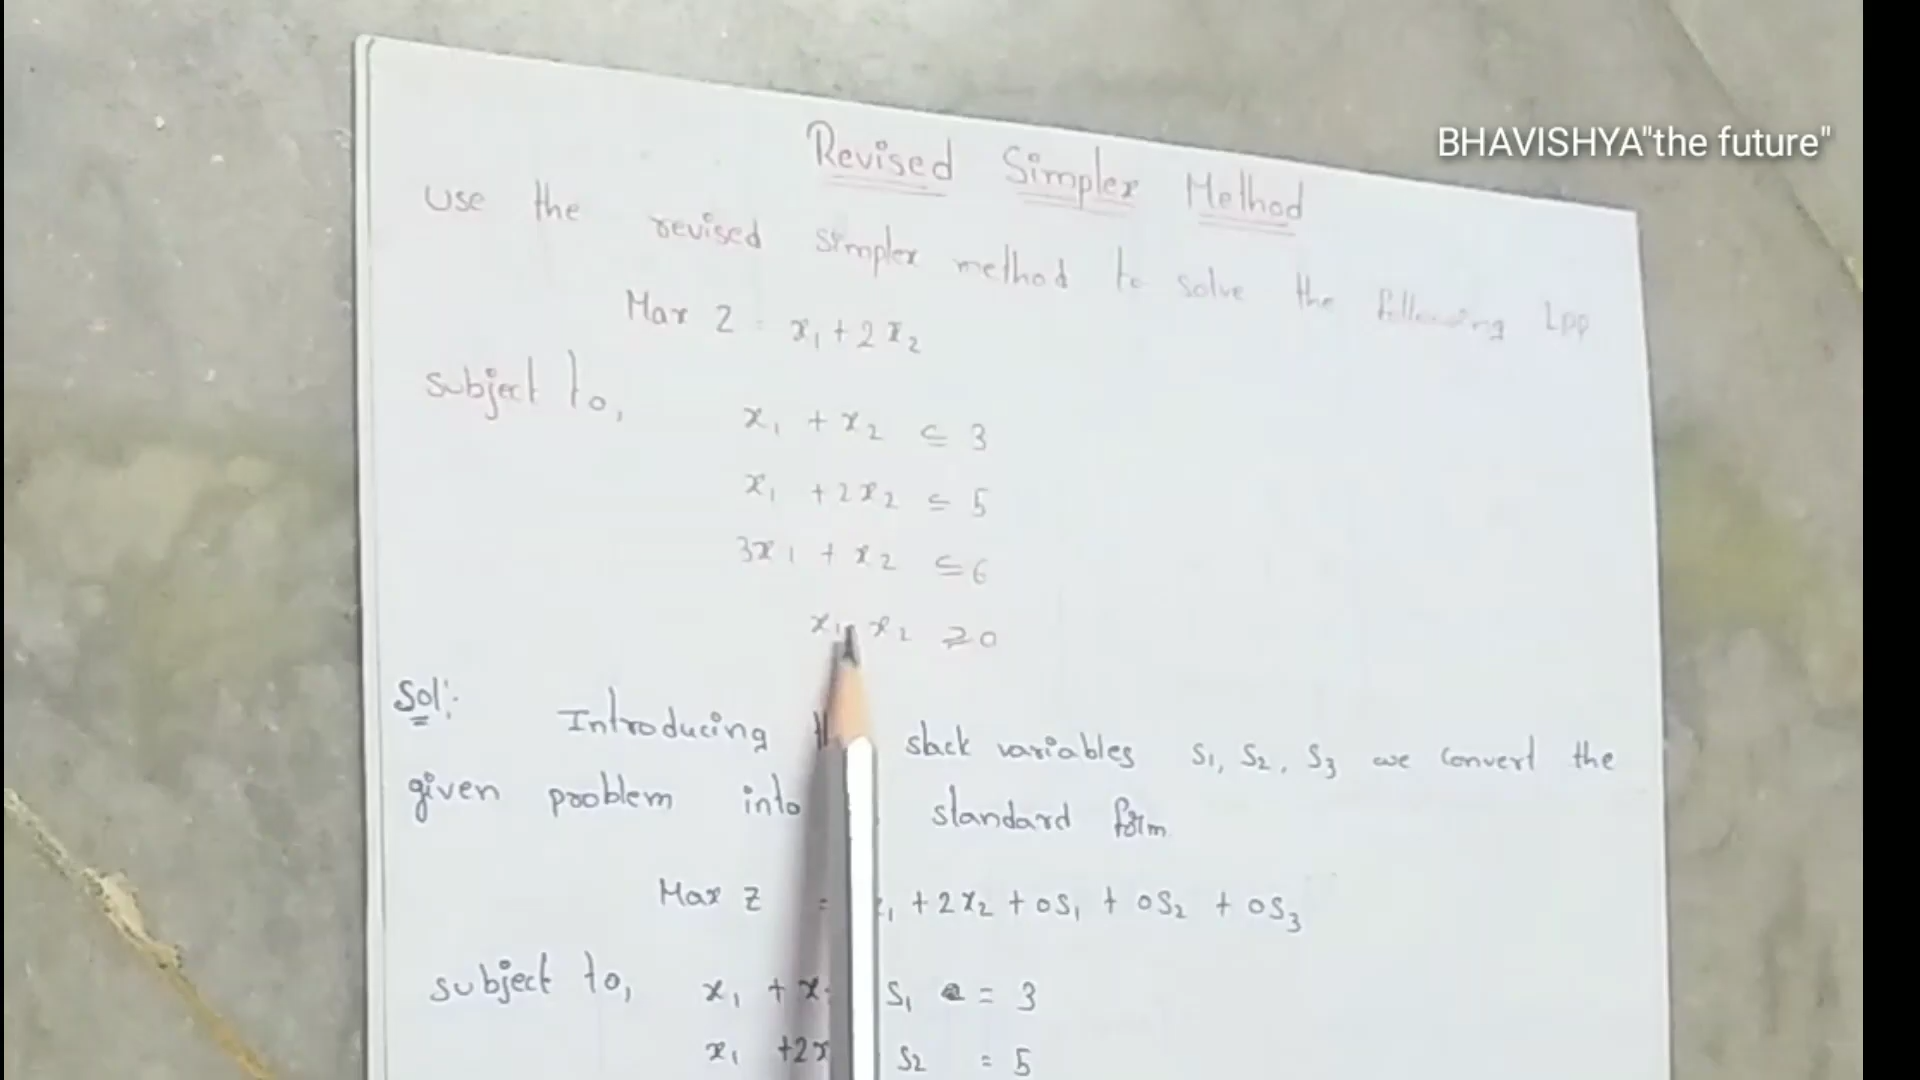 BHAVISHYA"the future"
Revised Simplex Method
Use the revised simplex method to solve the following Lpp
Max Z = x₁ + 2x₂
subject to,
x₁ + x₂ ≤ 3
x₁ + 2x₂ ≤ 5
3x₁ + x₂ ≤ 6
x₁, x₂ ≥ 0
Sol:
Introducing slack variables S₁, S₂, S₃ we convert the
given problem into standard form
Max Z = + 2x₂ + 0S₁ + 0S₂ + 0S₃
subject to, x₁ + x S₁ = 3
x₁ +2x S₂ = 5